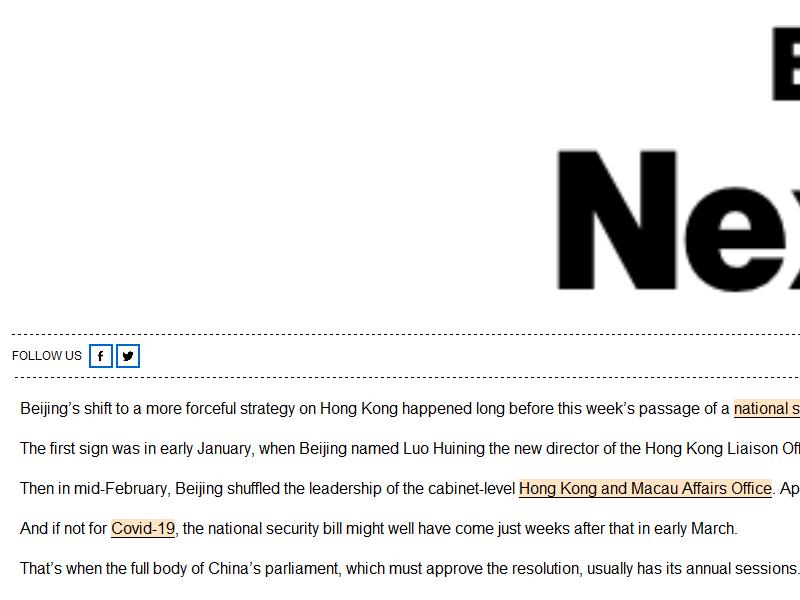 Ne
FOLLOW US
Beijing’s shift to a more forceful strategy on Hong Kong happened long before this week’s passage of a national s
The first sign was in early January, when Beijing named Luo Huining the new director of the Hong Kong Liaison Of
Then in mid-February, Beijing shuffled the leadership of the cabinet-level Hong Kong and Macau Affairs Office. Ap
And if not for Covid-19, the national security bill might well have come just weeks after that in early March.
That’s when the full body of China’s parliament, which must approve the resolution, usually has its annual sessions.